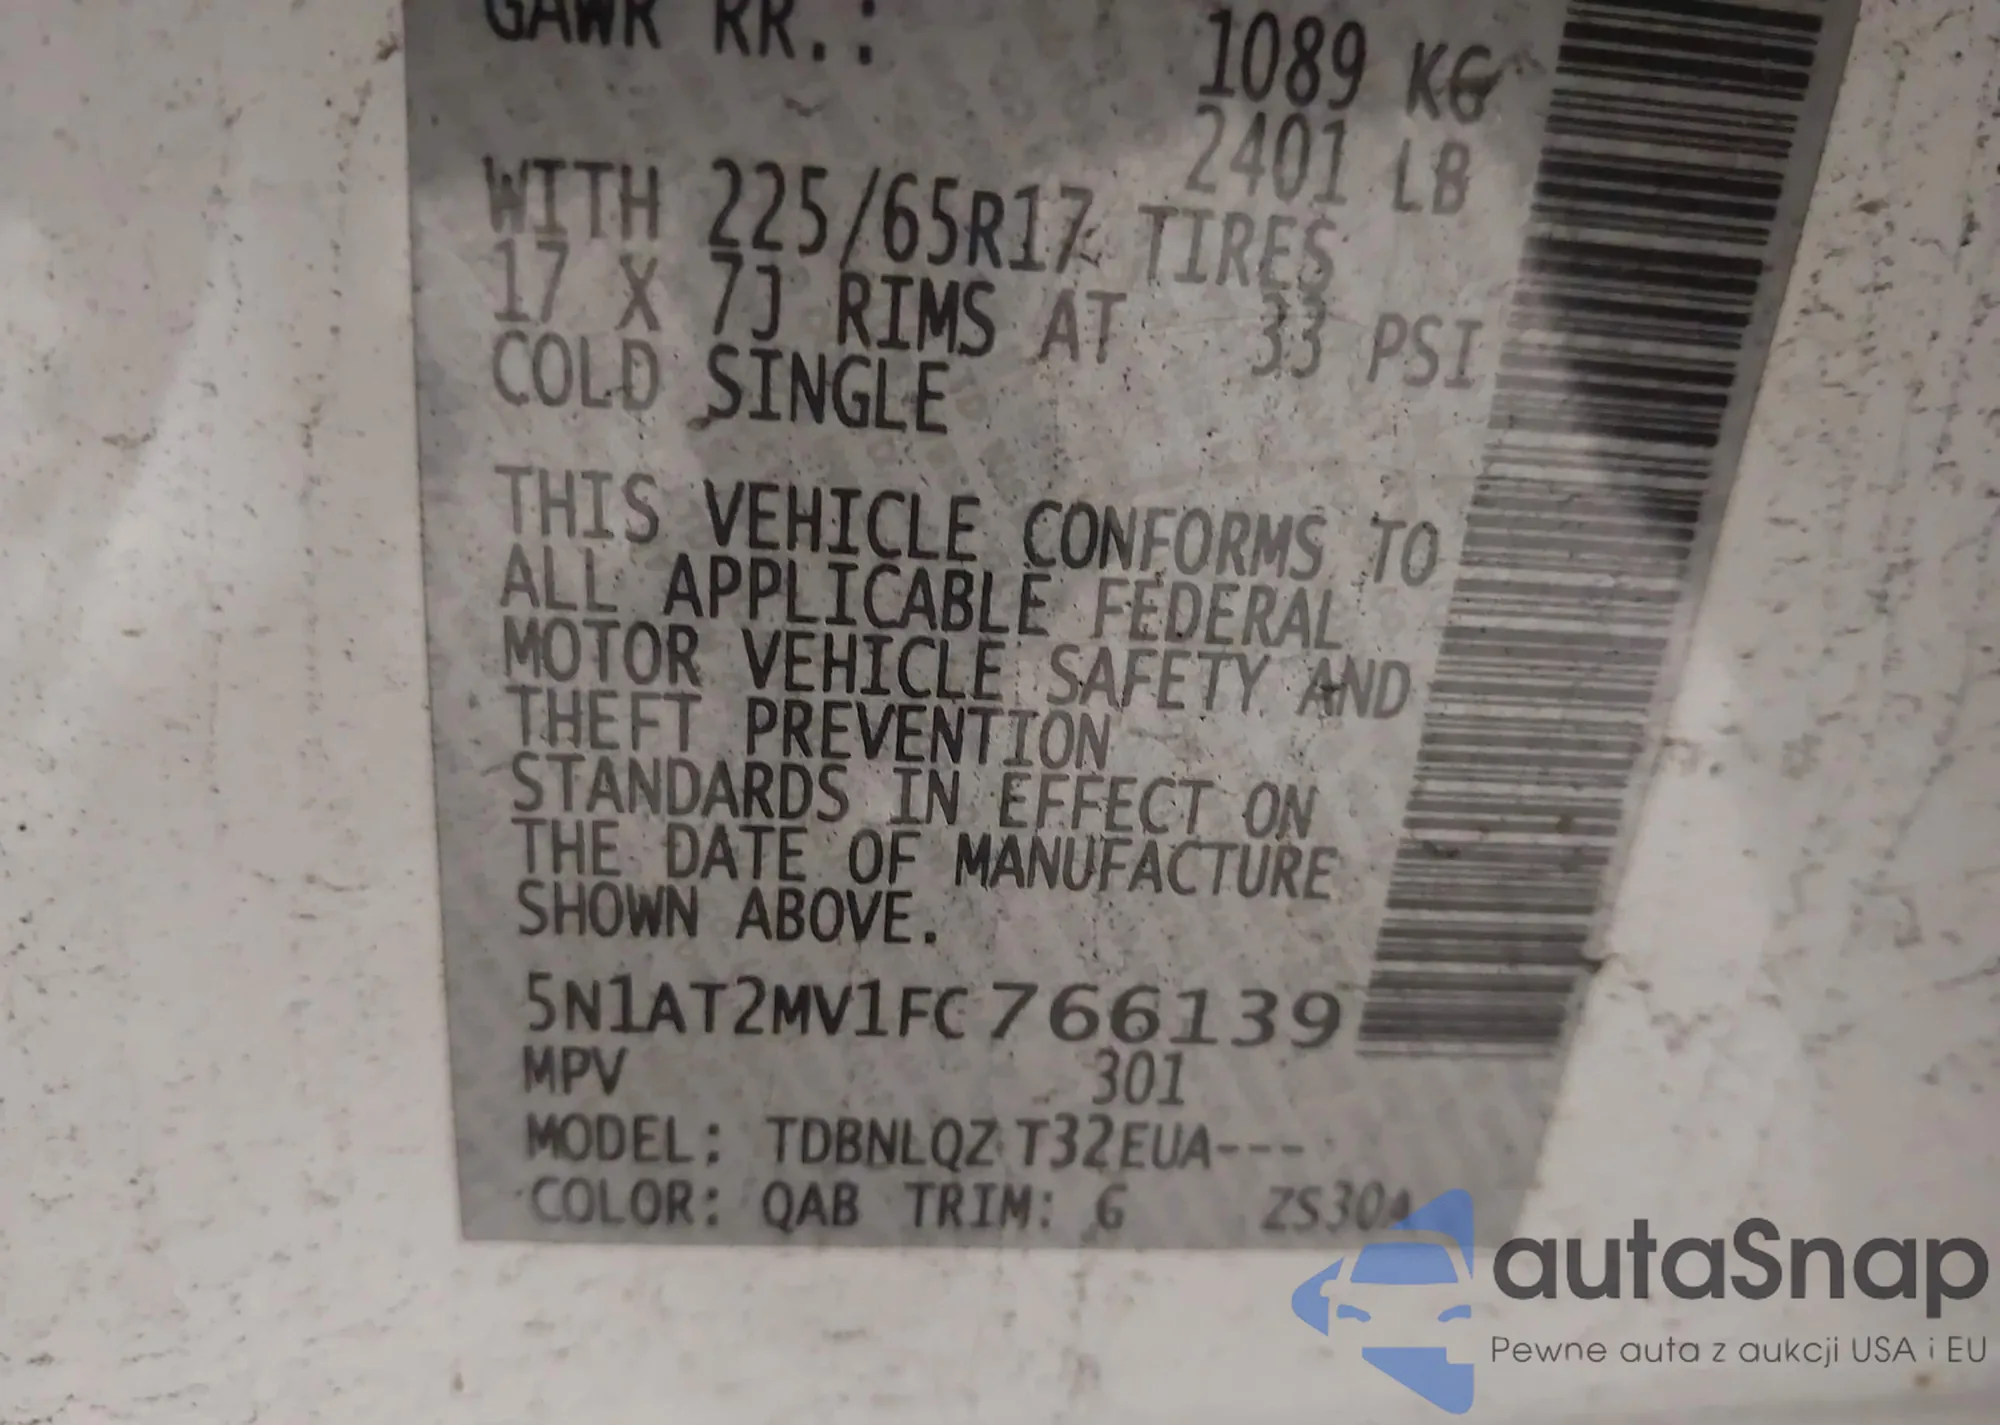 GAWR RR.: 1089 KG
2401 LB
WITH 225/65R17 TIRES
17 X 7J RIMS AT 33 PSI
COLD SINGLE
THIS VEHICLE CONFORMS TO
ALL APPLICABLE FEDERAL
MOTOR VEHICLE SAFETY AND
THEFT PREVENTION
STANDARDS IN EFFECT ON
THE DATE OF MANUFACTURE
SHOWN ABOVE.
5N1AT2MV1FC766139
MPV 301
MODEL: TDBNLQZ T32EUA---
COLOR: QAB TRIM: G ZS30A
autaSnap
Pewne auta z aukcji USA i EU